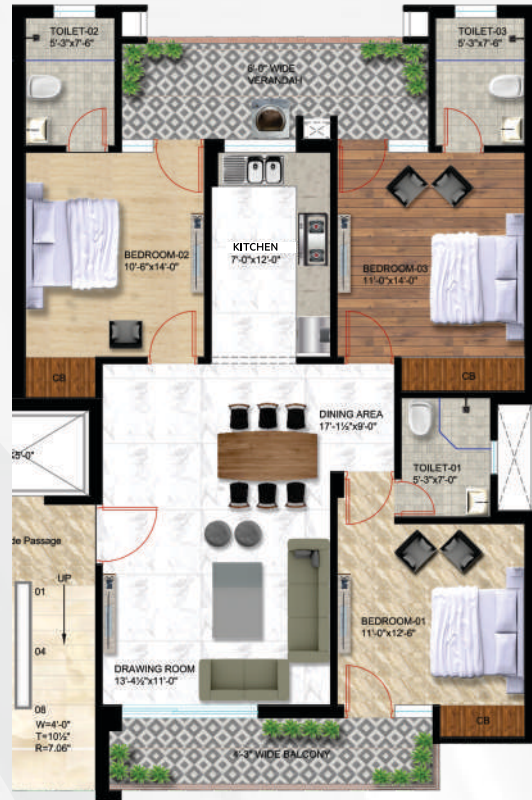 TOILET-02
5'-3"x7'-6"
TOILET-03
5'-3"x7'-6"
6'-0" WIDE
VERANDAH
KITCHEN
7'-0"x12'-0"
BEDROOM-02
10'-6"x14'-0"
BEDROOM-03
11'-0"x14'-0"
CB
CB
DINING AREA
17'-1½"x9'-0"
5'-0"
TOILET-01
5'-3"x7'-0"
de Passage
UP
01
04
08
W=4'-0"
T=10½"
R=7.06"
BEDROOM-01
11'-0"x12'-6"
DRAWING ROOM
13'-4½"x11'-0"
CB
4'-3" WIDE BALCONY